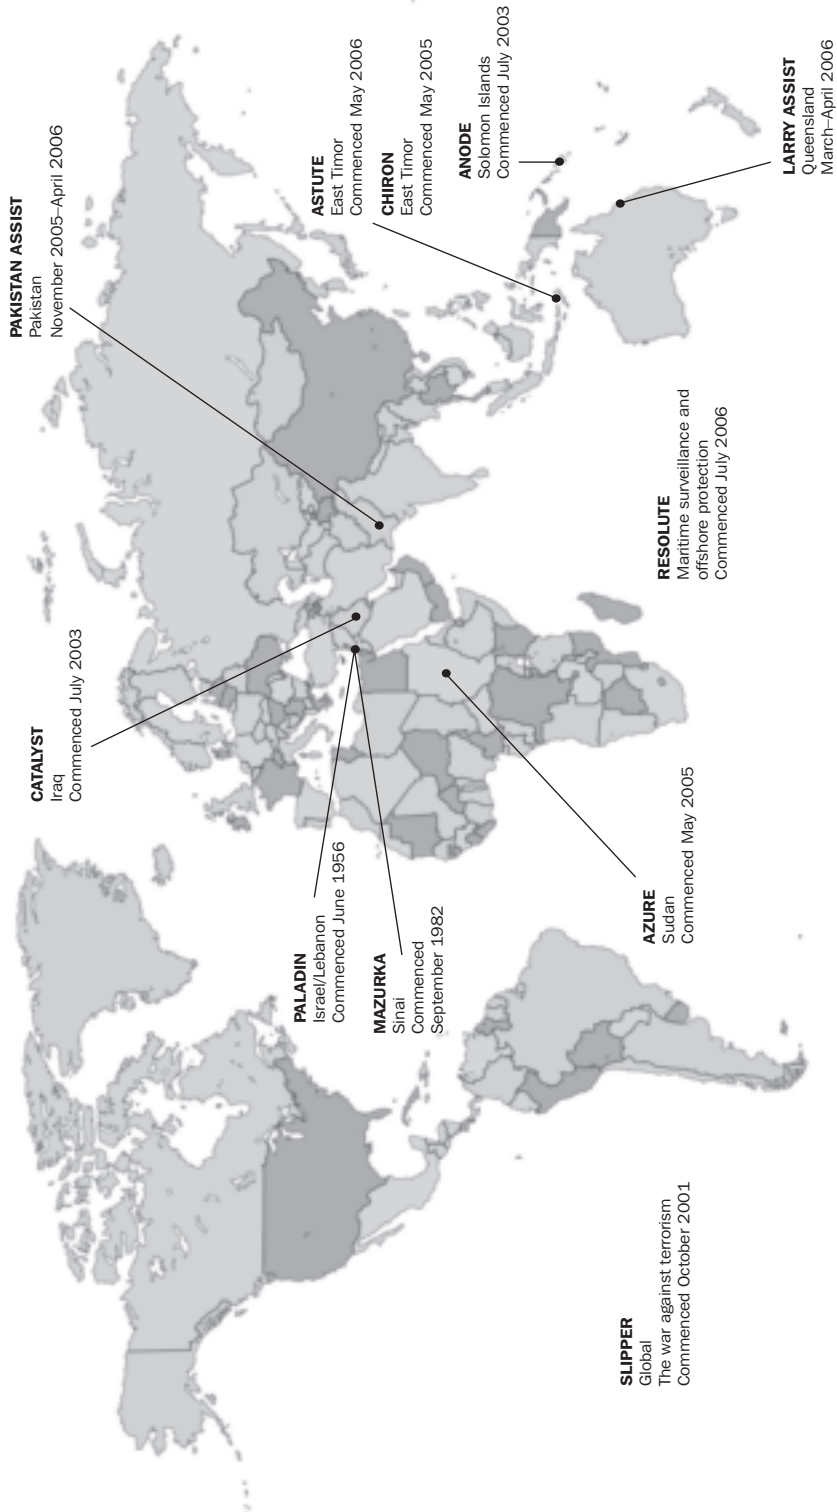 SLIPPER
Global
The war against terrorism
Commenced October 2001
PALADIN
Israel/Lebanon
Commenced June 1956
MAZURKA
Sinai
Commenced
September 1982
AZURE
Sudan
Commenced May 2005
CATALYST
Iraq
Commenced July 2003
RESOLUTE
Maritime surveillance and
offshore protection
Commenced July 2006
PAKISTAN ASSIST
Pakistan
November 2005–April 2006
ASTUTE
East Timor
Commenced May 2006
CHIRON
East Timor
Commenced May 2005
ANODE
Solomon Islands
Commenced July 2003
LARRY ASSIST
Queensland
March–April 2006